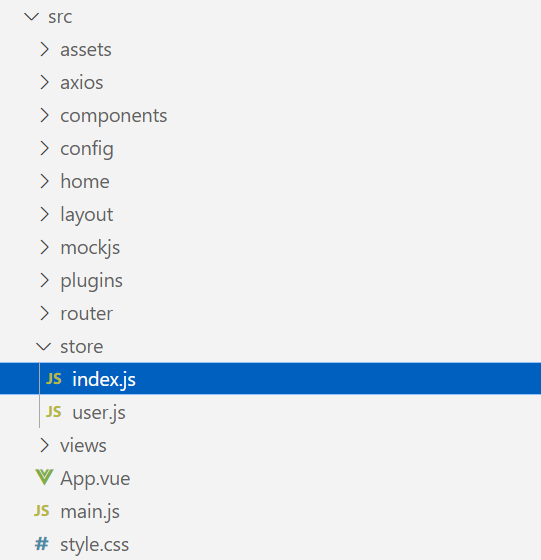 src
assets
axios
components
config
home
layout
mockjs
plugins
router
store
JS index.js
JS user.js
views
App.vue
JS main.js
# style.css